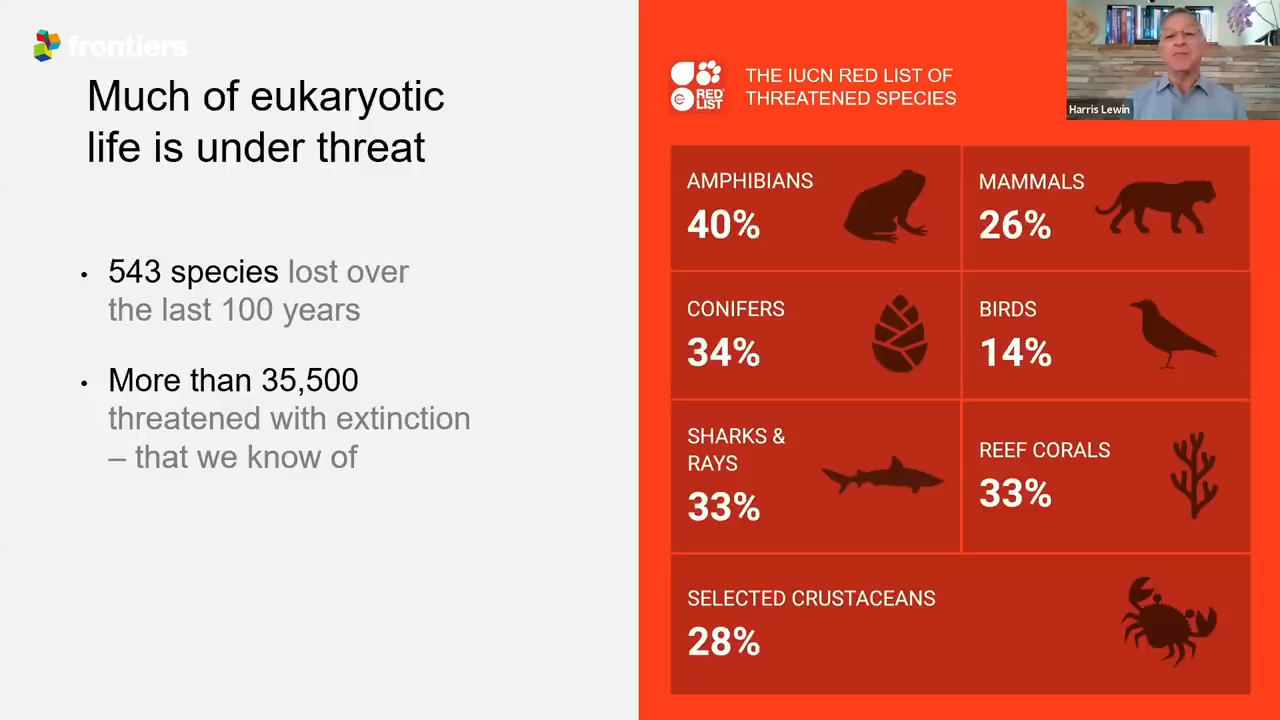 frontiers
Much of eukaryotic
life is under threat
• 543 species lost over
the last 100 years
• More than 35,500
threatened with extinction
– that we know of
RED
LIST
THE IUCN RED LIST OF
THREATENED SPECIES
Harris Lewin
AMPHIBIANS
40%
MAMMALS
26%
CONIFERS
34%
BIRDS
14%
SHARKS &
RAYS
33%
REEF CORALS
33%
SELECTED CRUSTACEANS
28%